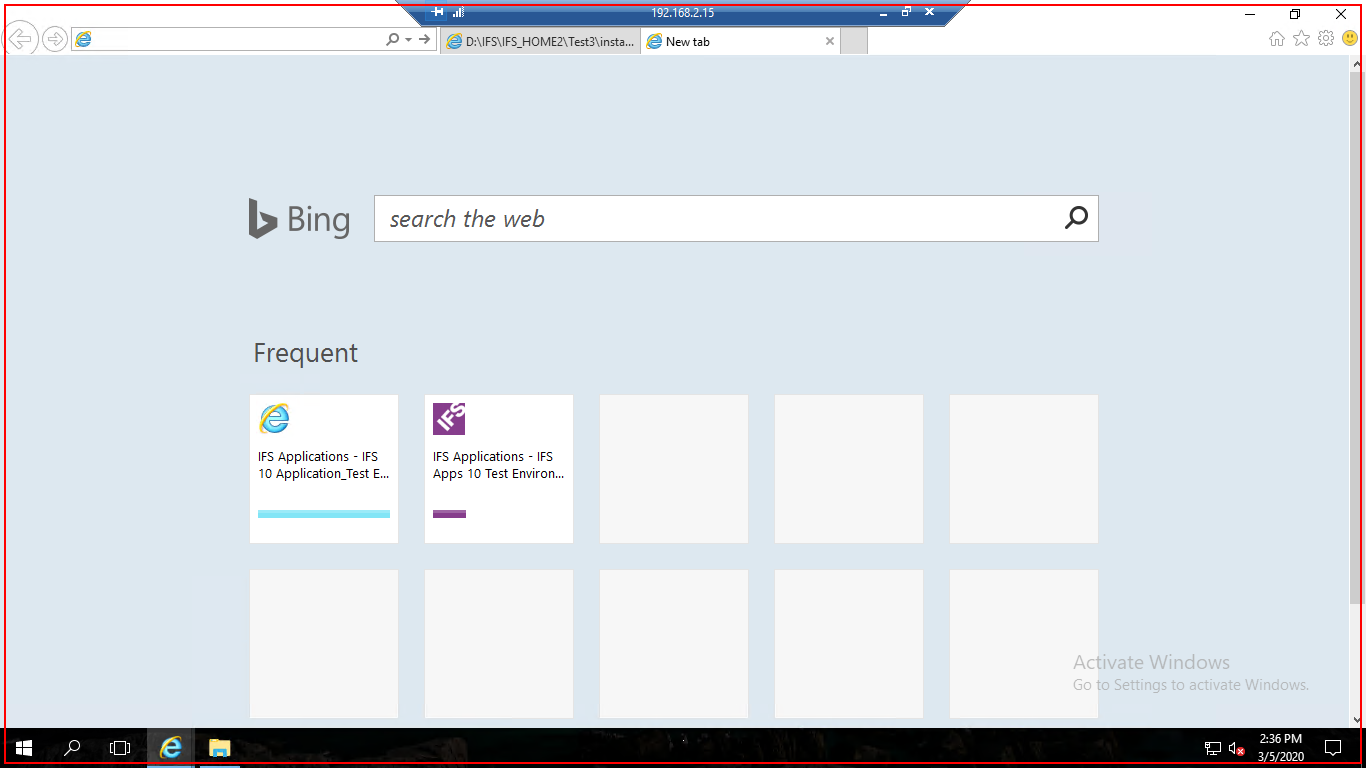 192.168.2.15
D:\IFS\IFS_HOME2\Test3\insta...
New tab
Bing
search the web
Frequent
IFS
IFS Applications - IFS
10 Application_Test E...
IFS Applications - IFS
Apps 10 Test Environ...
Activate Windows
Go to Settings to activate Windows.
2:36 PM
3/5/2020